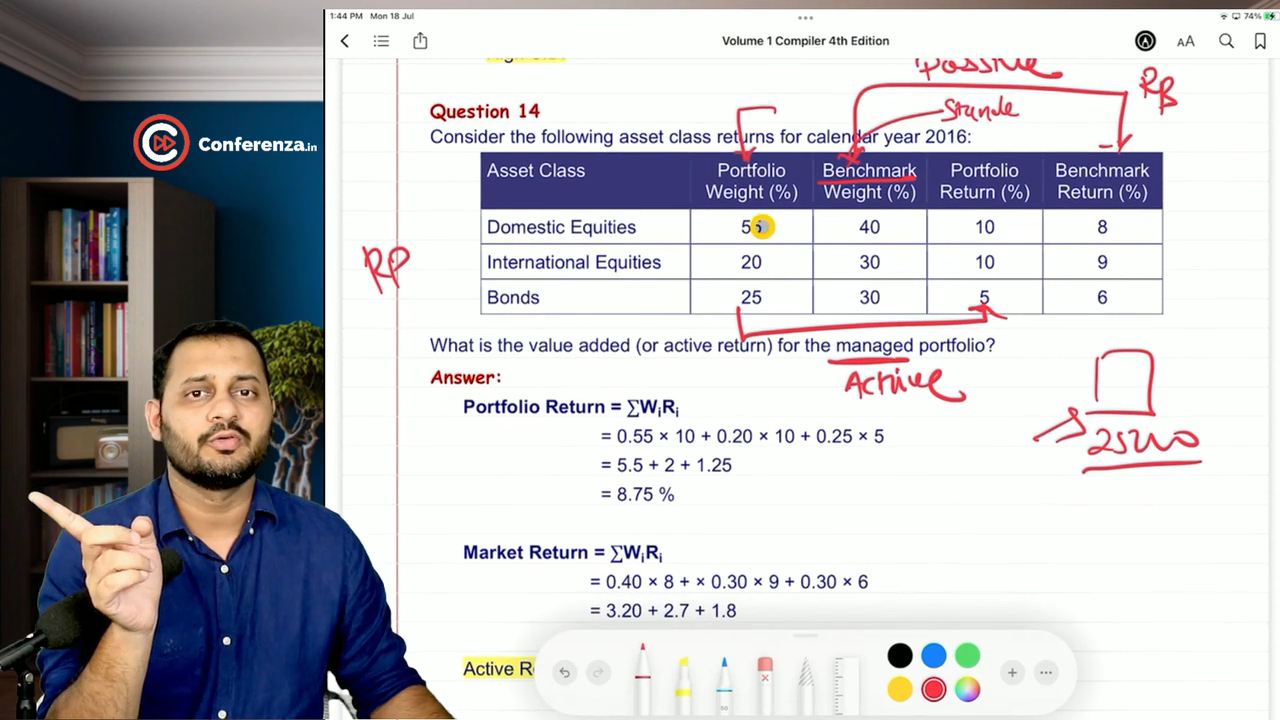 1:44 PM Mon 18 Jul
74%
Volume 1 Compiler 4th Edition
AA
Conferenza.in
Passive
RB
Question 14
Consider the following asset class returns for calendar year 2016:
Asset Class Portfolio Weight (%) Benchmark Weight (%) Portfolio Return (%) Benchmark Return (%)
Domestic Equities 55 40 10 8
International Equities 20 30 10 9
Bonds 25 30 5 6
RP
What is the value added (or active return) for the managed portfolio?
Active
Answer:
Portfolio Return = ∑WiRi
= 0.55 × 10 + 0.20 × 10 + 0.25 × 5
= 5.5 + 2 + 1.25
= 8.75 %
Market Return = ∑WiRi
= 0.40 × 8 + × 0.30 × 9 + 0.30 × 6
= 3.20 + 2.7 + 1.8
Active
50